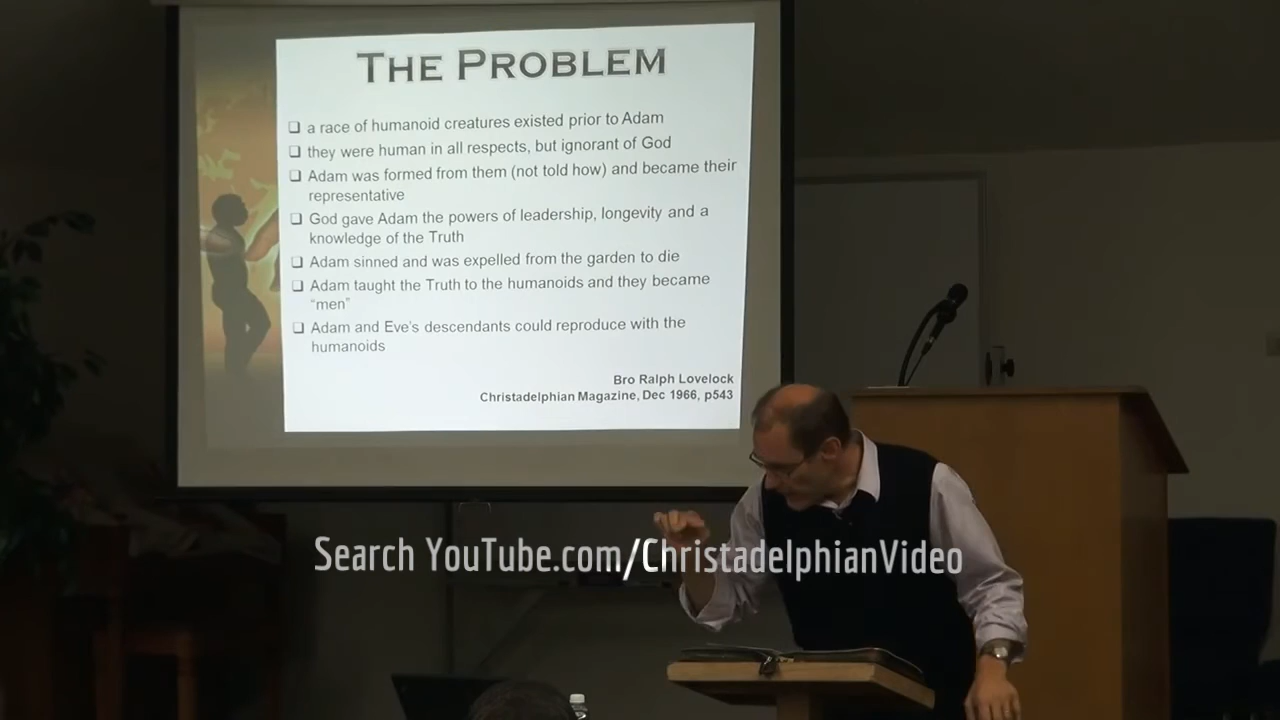 THE PROBLEM
❑ a race of humanoid creatures existed prior to Adam
❑ they were human in all respects, but ignorant of God
❑ Adam was formed from them (not told how) and became their
representative
❑ God gave Adam the powers of leadership, longevity and a
knowledge of the Truth
❑ Adam sinned and was expelled from the garden to die
❑ Adam taught the Truth to the humanoids and they became
“men”
❑ Adam and Eve’s descendants could reproduce with the
humanoids
Bro Ralph Lovelock
Christadelphian Magazine, Dec 1966, p543
Search YouTube.com/ChristadelphianVideo